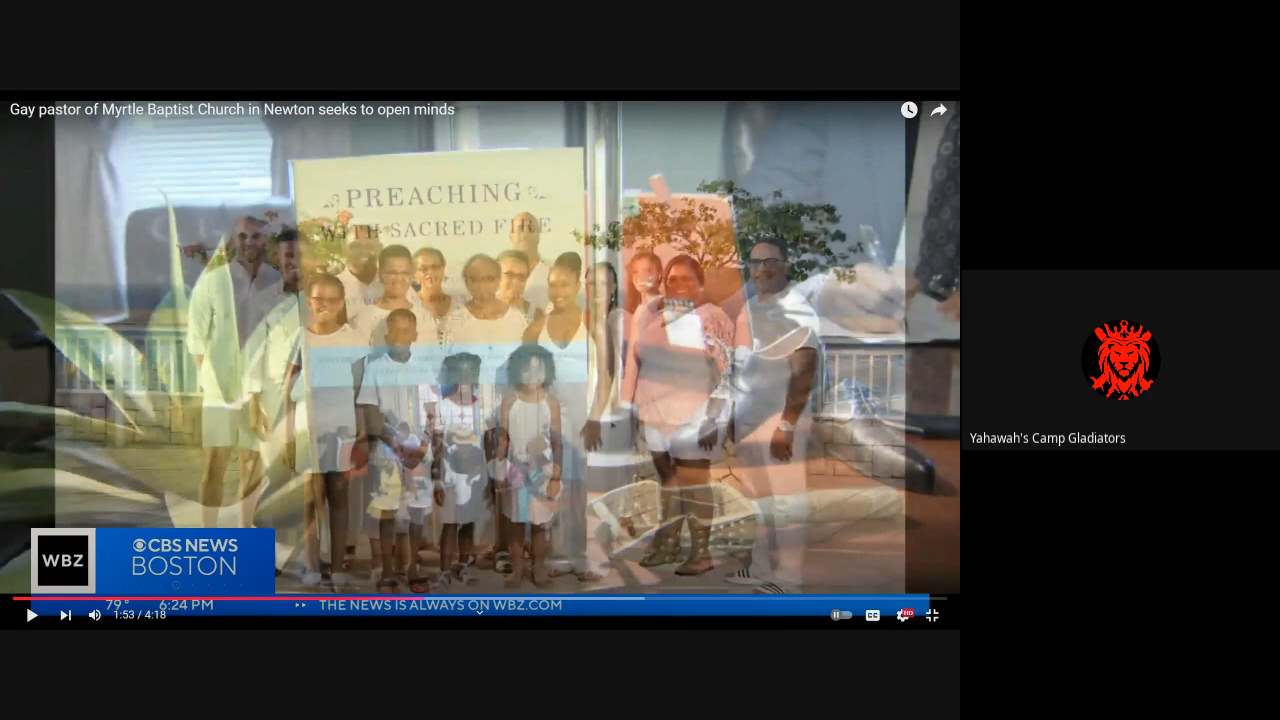 Gay pastor of Myrtle Baptist Church in Newton seeks to open minds
PREACHING
WITH SACRED FIRE
WBZ
CBS NEWS
BOSTON
79° 6:24 PM THE NEWS IS ALWAYS ON WBZ.COM
1:53 / 4:18
CC
HD
Yahawah's Camp Gladiators